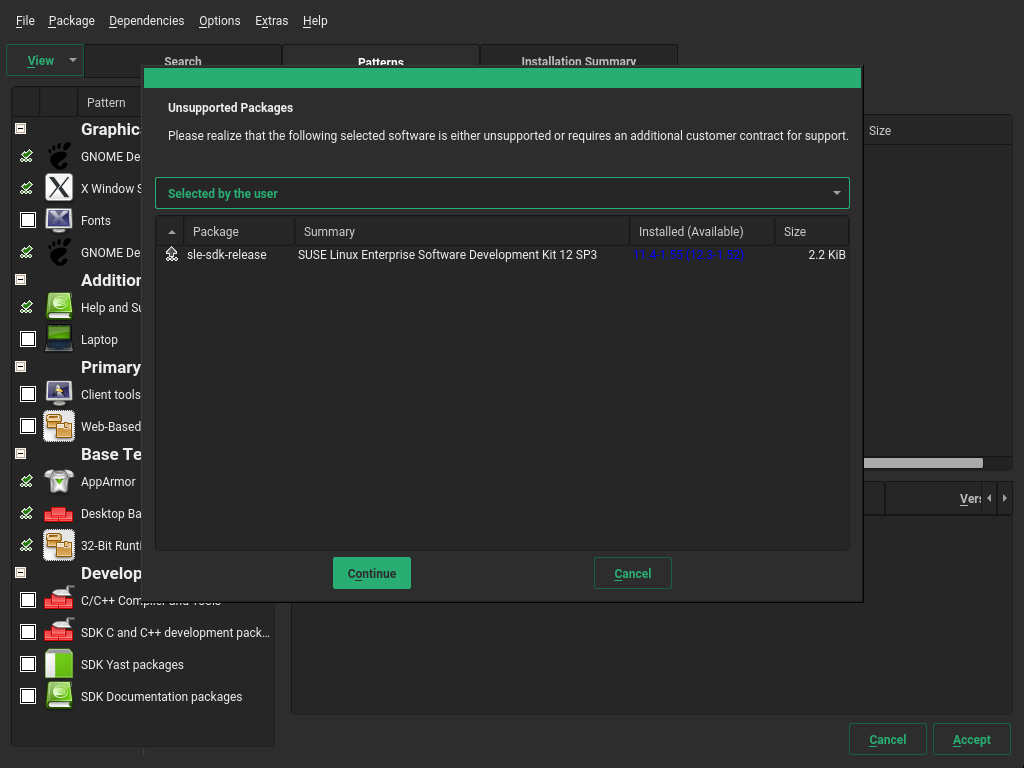 File Package Dependencies Options Extras Help
View Search Patterns Installation Summary
Pattern
Size
Unsupported Packages
Please realize that the following selected software is either unsupported or requires an additional customer contract for support.
Selected by the user
Package Summary Installed (Available) Size
sle-sdk-release SUSE Linux Enterprise Software Development Kit 12 SP3 2.2 KiB
Continue Cancel
Graphic
GNOME De
X Window S
Fonts
GNOME De
Addition
Help and Su
Laptop
Primary
Client tools
Web-Based
Base Te
AppArmor
Desktop Ba
32-Bit Runti
Develop
C/C++ Compiler and Tools
SDK C and C++ development pack...
SDK Yast packages
SDK Documentation packages
Vers
Cancel Accept